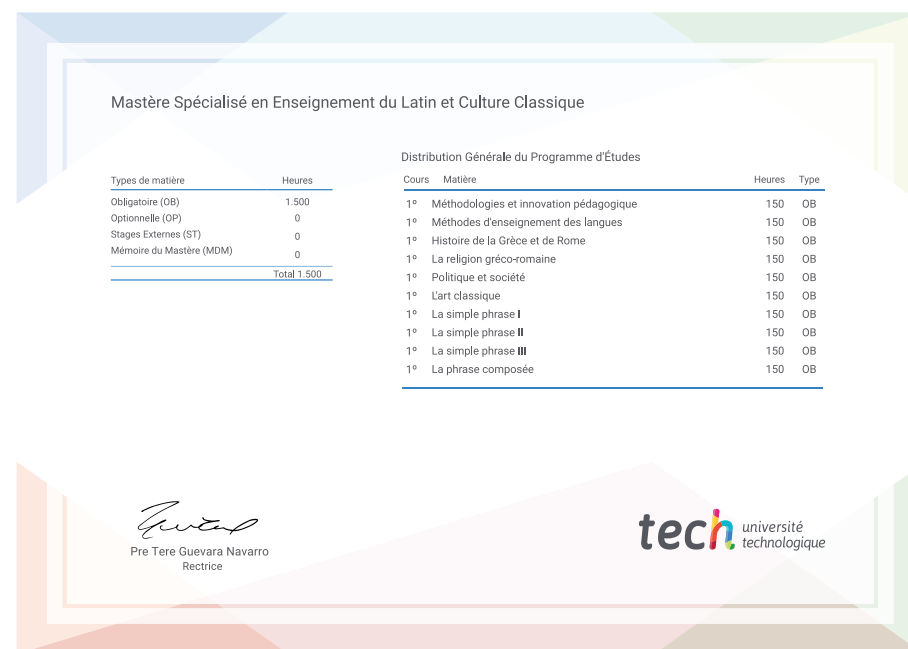 Mastère Spécialisé en Enseignement du Latin et Culture Classique
Types de matière Heures
Obligatoire (OB) 1.500
Optionnelle (OP) 0
Stages Externes (ST) 0
Mémoire du Mastère (MDM) 0
Total 1.500
Distribution Générale du Programme d'Études
Cours Matière Heures Type
1º Méthodologies et innovation pédagogique 150 OB
1º Méthodes d'enseignement des langues 150 OB
1º Histoire de la Grèce et de Rome 150 OB
1º La religion gréco-romaine 150 OB
1º Politique et société 150 OB
1º L'art classique 150 OB
1º La simple phrase I 150 OB
1º La simple phrase II 150 OB
1º La simple phrase III 150 OB
1º La phrase composée 150 OB
Pre Tere Guevara Navarro
Rectrice
tech université
technologique